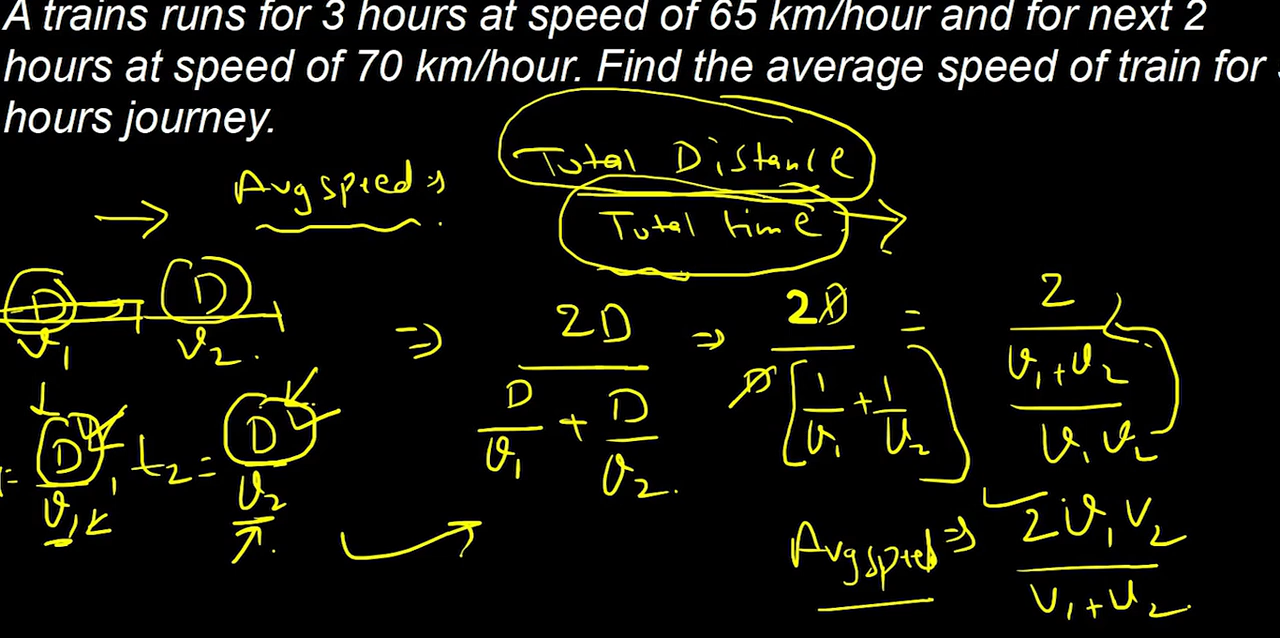 A trains runs for 3 hours at speed of 65 km/hour and for next 2
hours at speed of 70 km/hour. Find the average speed of train for
hours journey.
Avg speed ⇒ Total Distance
Total time
→
D D
v1 v2.
⇒ 2D / (D/v1 + D/v2.) ⇒ 2D / D[1/v1 + 1/v2] = 2 / ((v1+v2)/(v1v2))
= D/v1, t2 = D/v2
Avg speed ⇒ 2v1v2 / (v1+v2.)